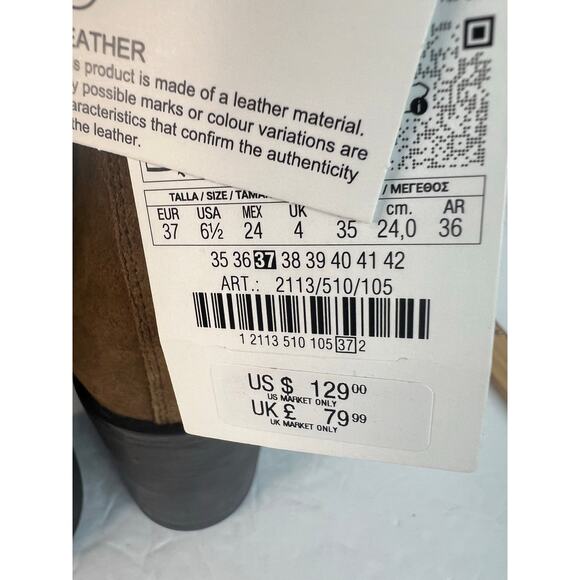 EATHER
s product is made of a leather material.
y possible marks or colour variations are
aracteristics that confirm the authenticity
the leather.
TALLA / SIZE / TAMA / ΜΕΓΕΘΟΣ
EUR USA MEX UK cm. AR
37 6½ 24 4 35 24,0 36
35 36 37 38 39 40 41 42
ART.: 2113/510/105
1 2113 510 105 37 2
US $ 129 00
US MARKET ONLY
UK £ 79 99
UK MARKET ONLY